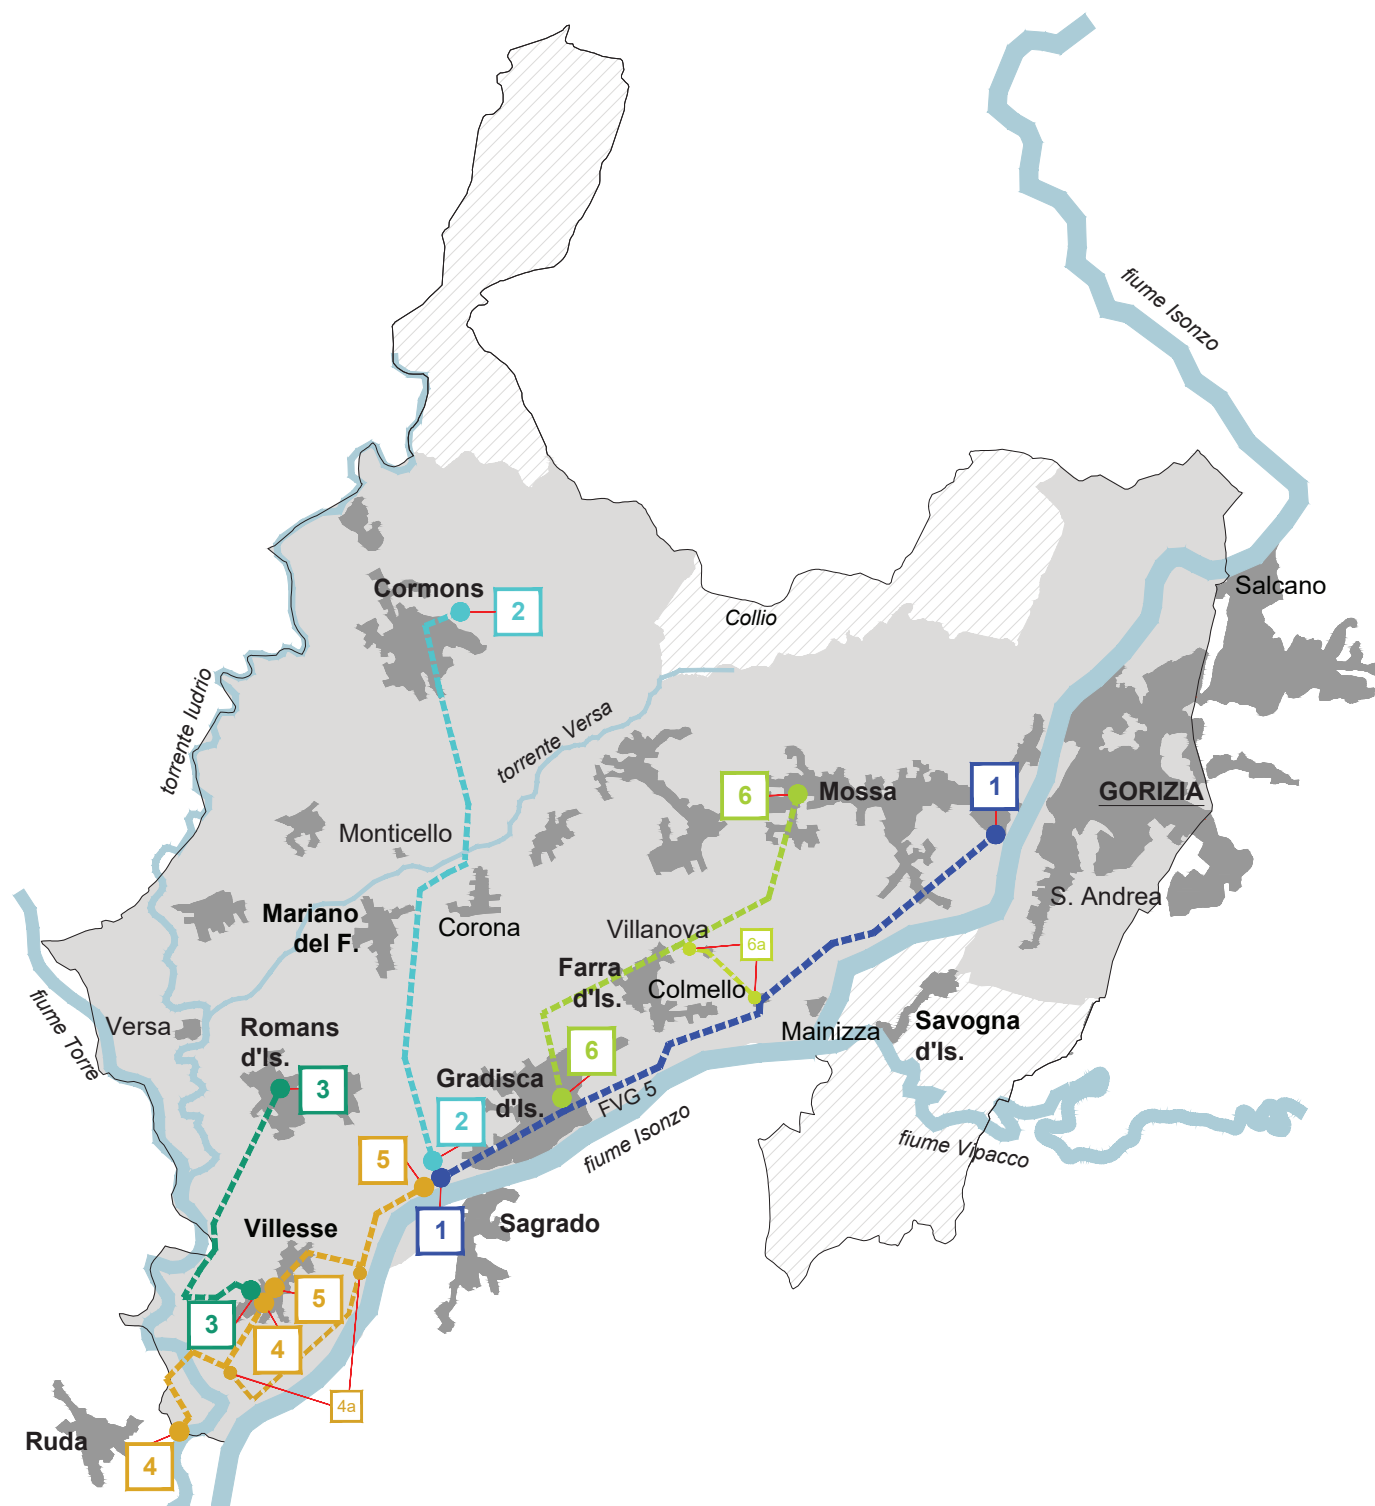 fiume Isonzo
Salcano
Cormons
2
Collio
torrente Iudrio
torrente Versa
6
Mossa
1
GORIZIA
Monticello
S. Andrea
Mariano
del F.
Corona
Villanova
6a
Farra
d'Is.
Colmello
fiume Torre
Versa
Romans
d'Is.
Mainizza
Savogna
d'Is.
3
6
Gradisca
d'Is.
FVG 5
2
fiume Isonzo
fiume Vipacco
5
1
Sagrado
Villesse
5
3
4
4a
Ruda
4